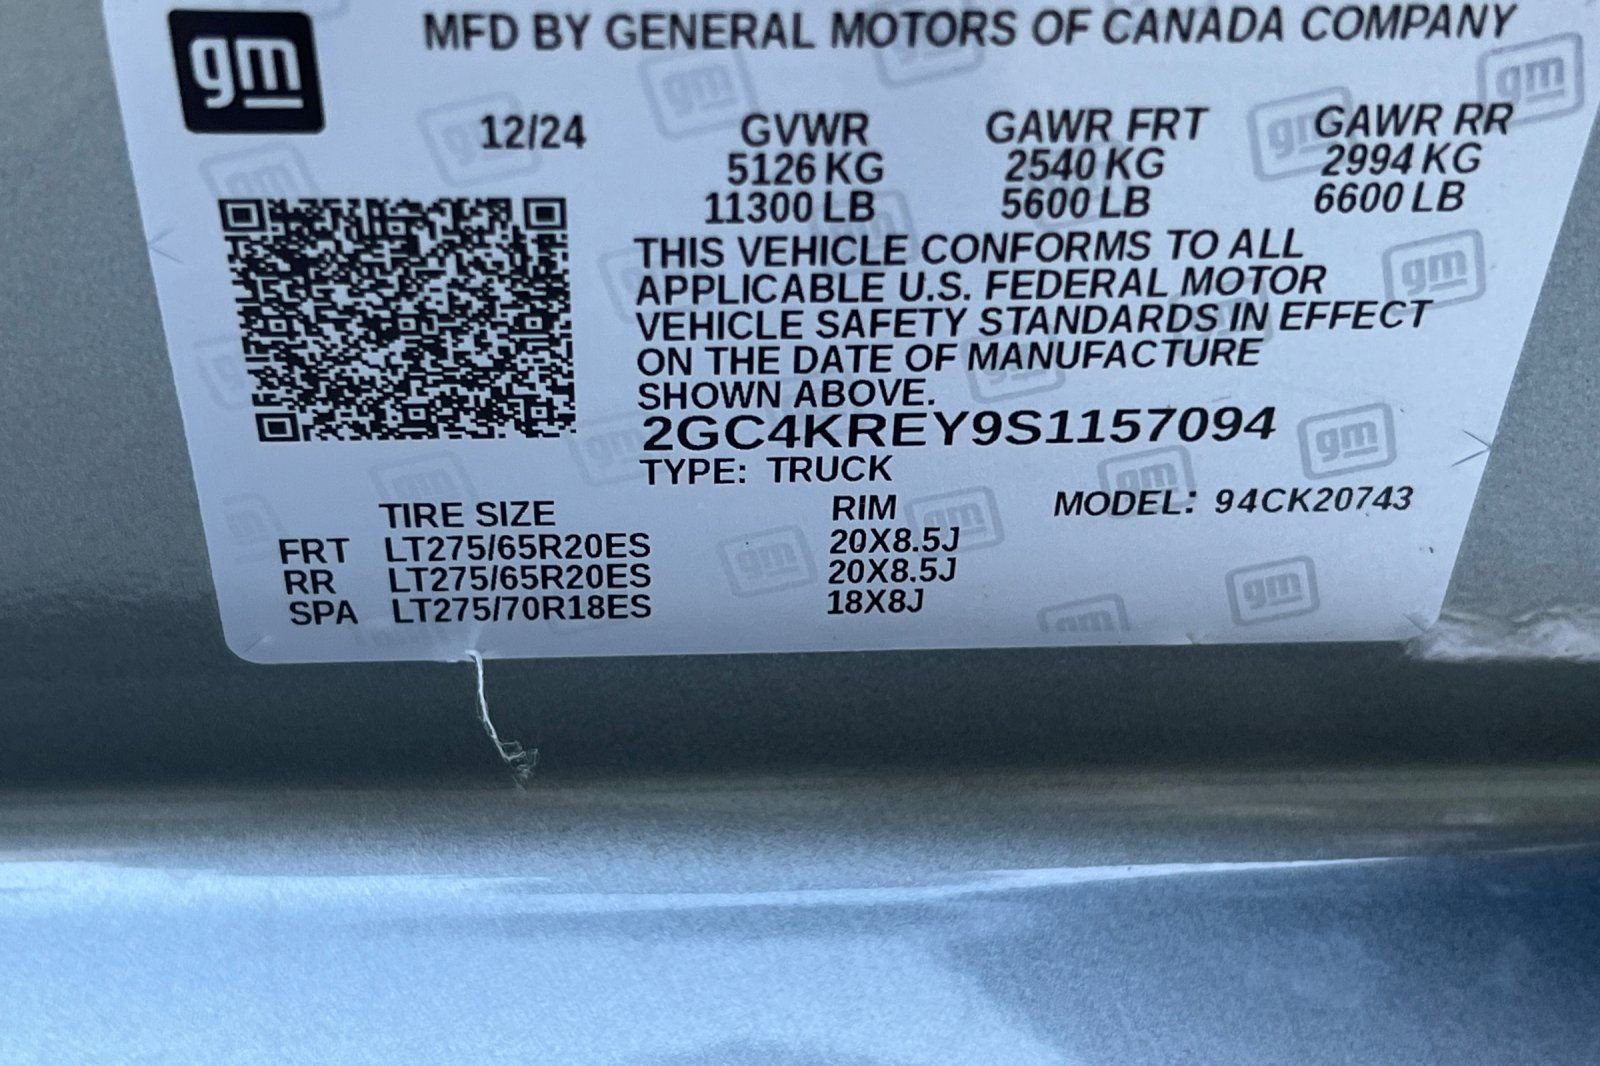 gm MFD BY GENERAL MOTORS OF CANADA COMPANY
12/24 GVWR GAWR FRT GAWR RR
5126 KG 2540 KG 2994 KG
11300 LB 5600 LB 6600 LB
THIS VEHICLE CONFORMS TO ALL
APPLICABLE U.S. FEDERAL MOTOR
VEHICLE SAFETY STANDARDS IN EFFECT
ON THE DATE OF MANUFACTURE
SHOWN ABOVE.
2GC4KREY9S1157094
TYPE: TRUCK
TIRE SIZE RIM MODEL: 94CK20743
FRT LT275/65R20ES 20X8.5J
RR LT275/65R20ES 20X8.5J
SPA LT275/70R18ES 18X8J